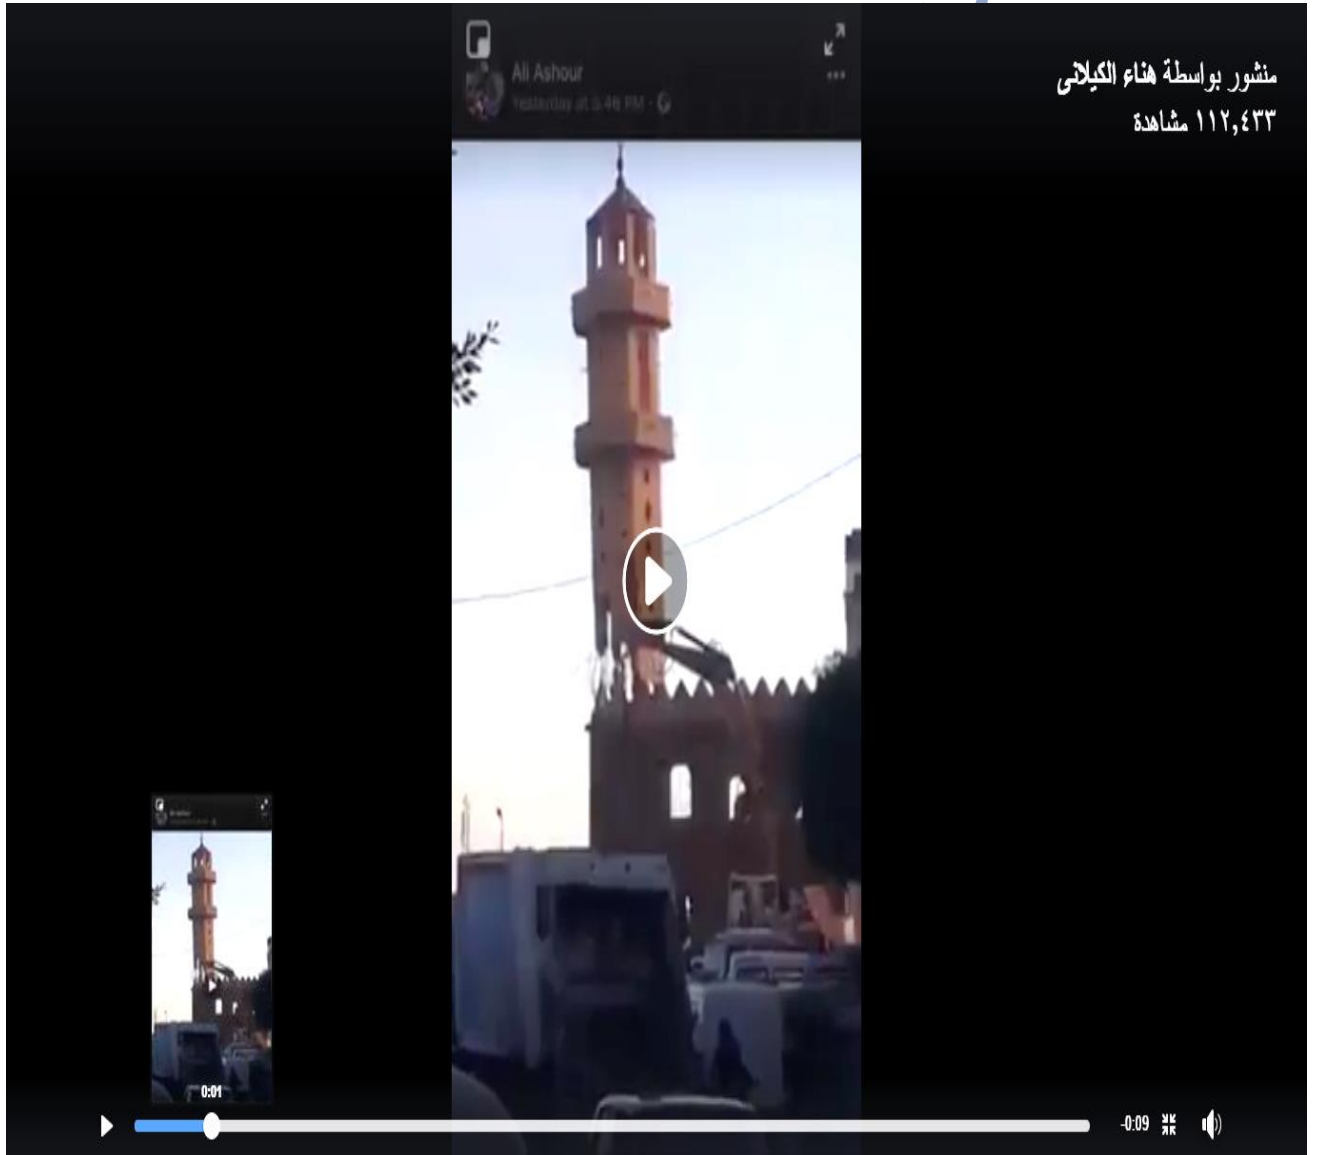 Ali Ashour
Yesterday at 5:46 PM
منشور بواسطة هناء الكيلانى
١١٢,٤٣٣ مشاهدة
0:01
-0:09